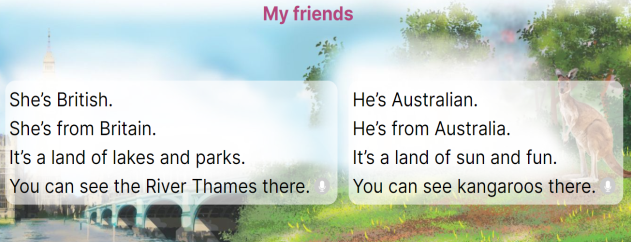 My friends
She's British.
She's from Britain.
It's a land of lakes and parks.
You can see the River Thames there.
He's Australian.
He's from Australia.
It's a land of sun and fun.
You can see kangaroos there.